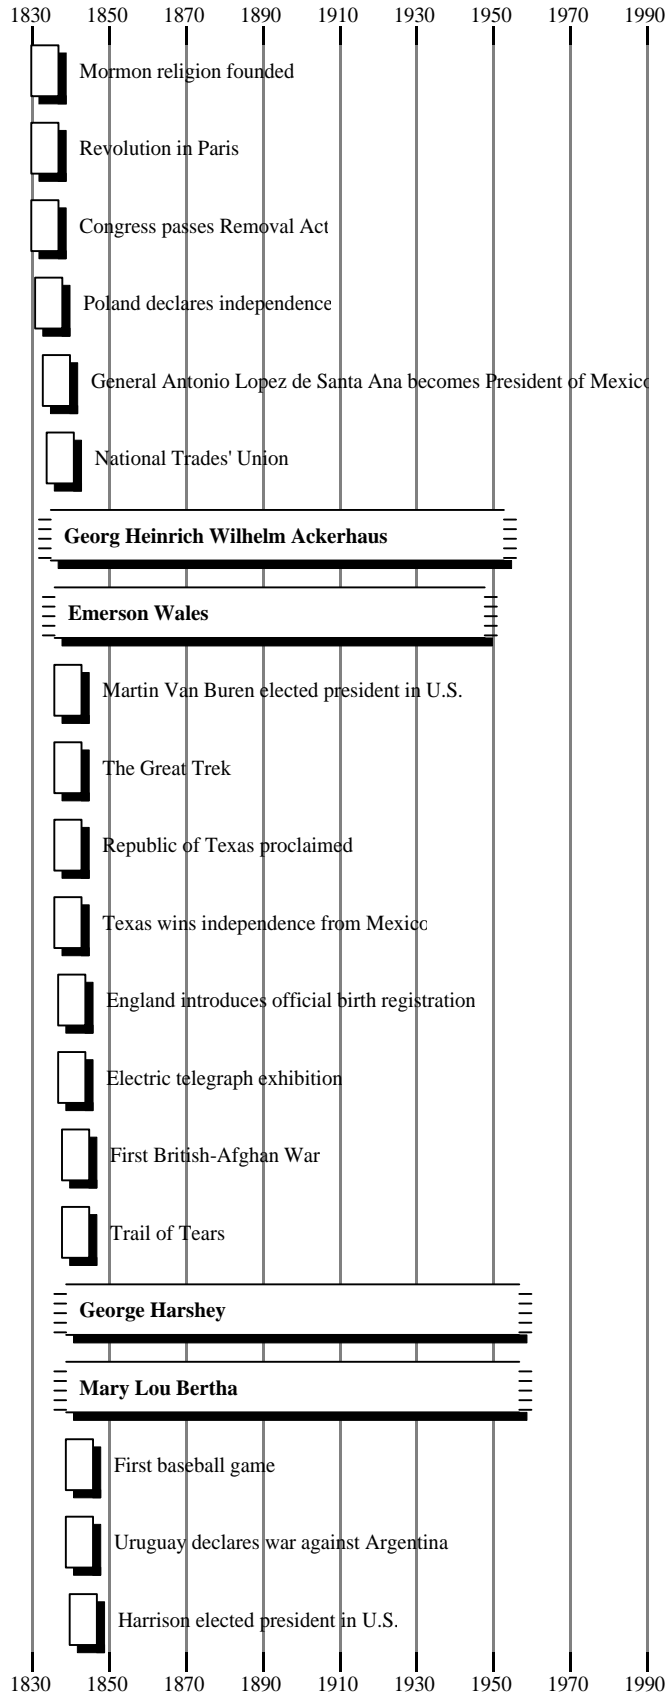 1830 1850 1870 1890 1910 1930 1950 1970 1990
Mormon religion founded
Revolution in Paris
Congress passes Removal Act
Poland declares independence
General Antonio Lopez de Santa Ana becomes President of Mexico
National Trades' Union
Georg Heinrich Wilhelm Ackerhaus
Emerson Wales
Martin Van Buren elected president in U.S.
The Great Trek
Republic of Texas proclaimed
Texas wins independence from Mexico
England introduces official birth registration
Electric telegraph exhibition
First British-Afghan War
Trail of Tears
George Harshey
Mary Lou Bertha
First baseball game
Uruguay declares war against Argentina
Harrison elected president in U.S.
1830 1850 1870 1890 1910 1930 1950 1970 1990